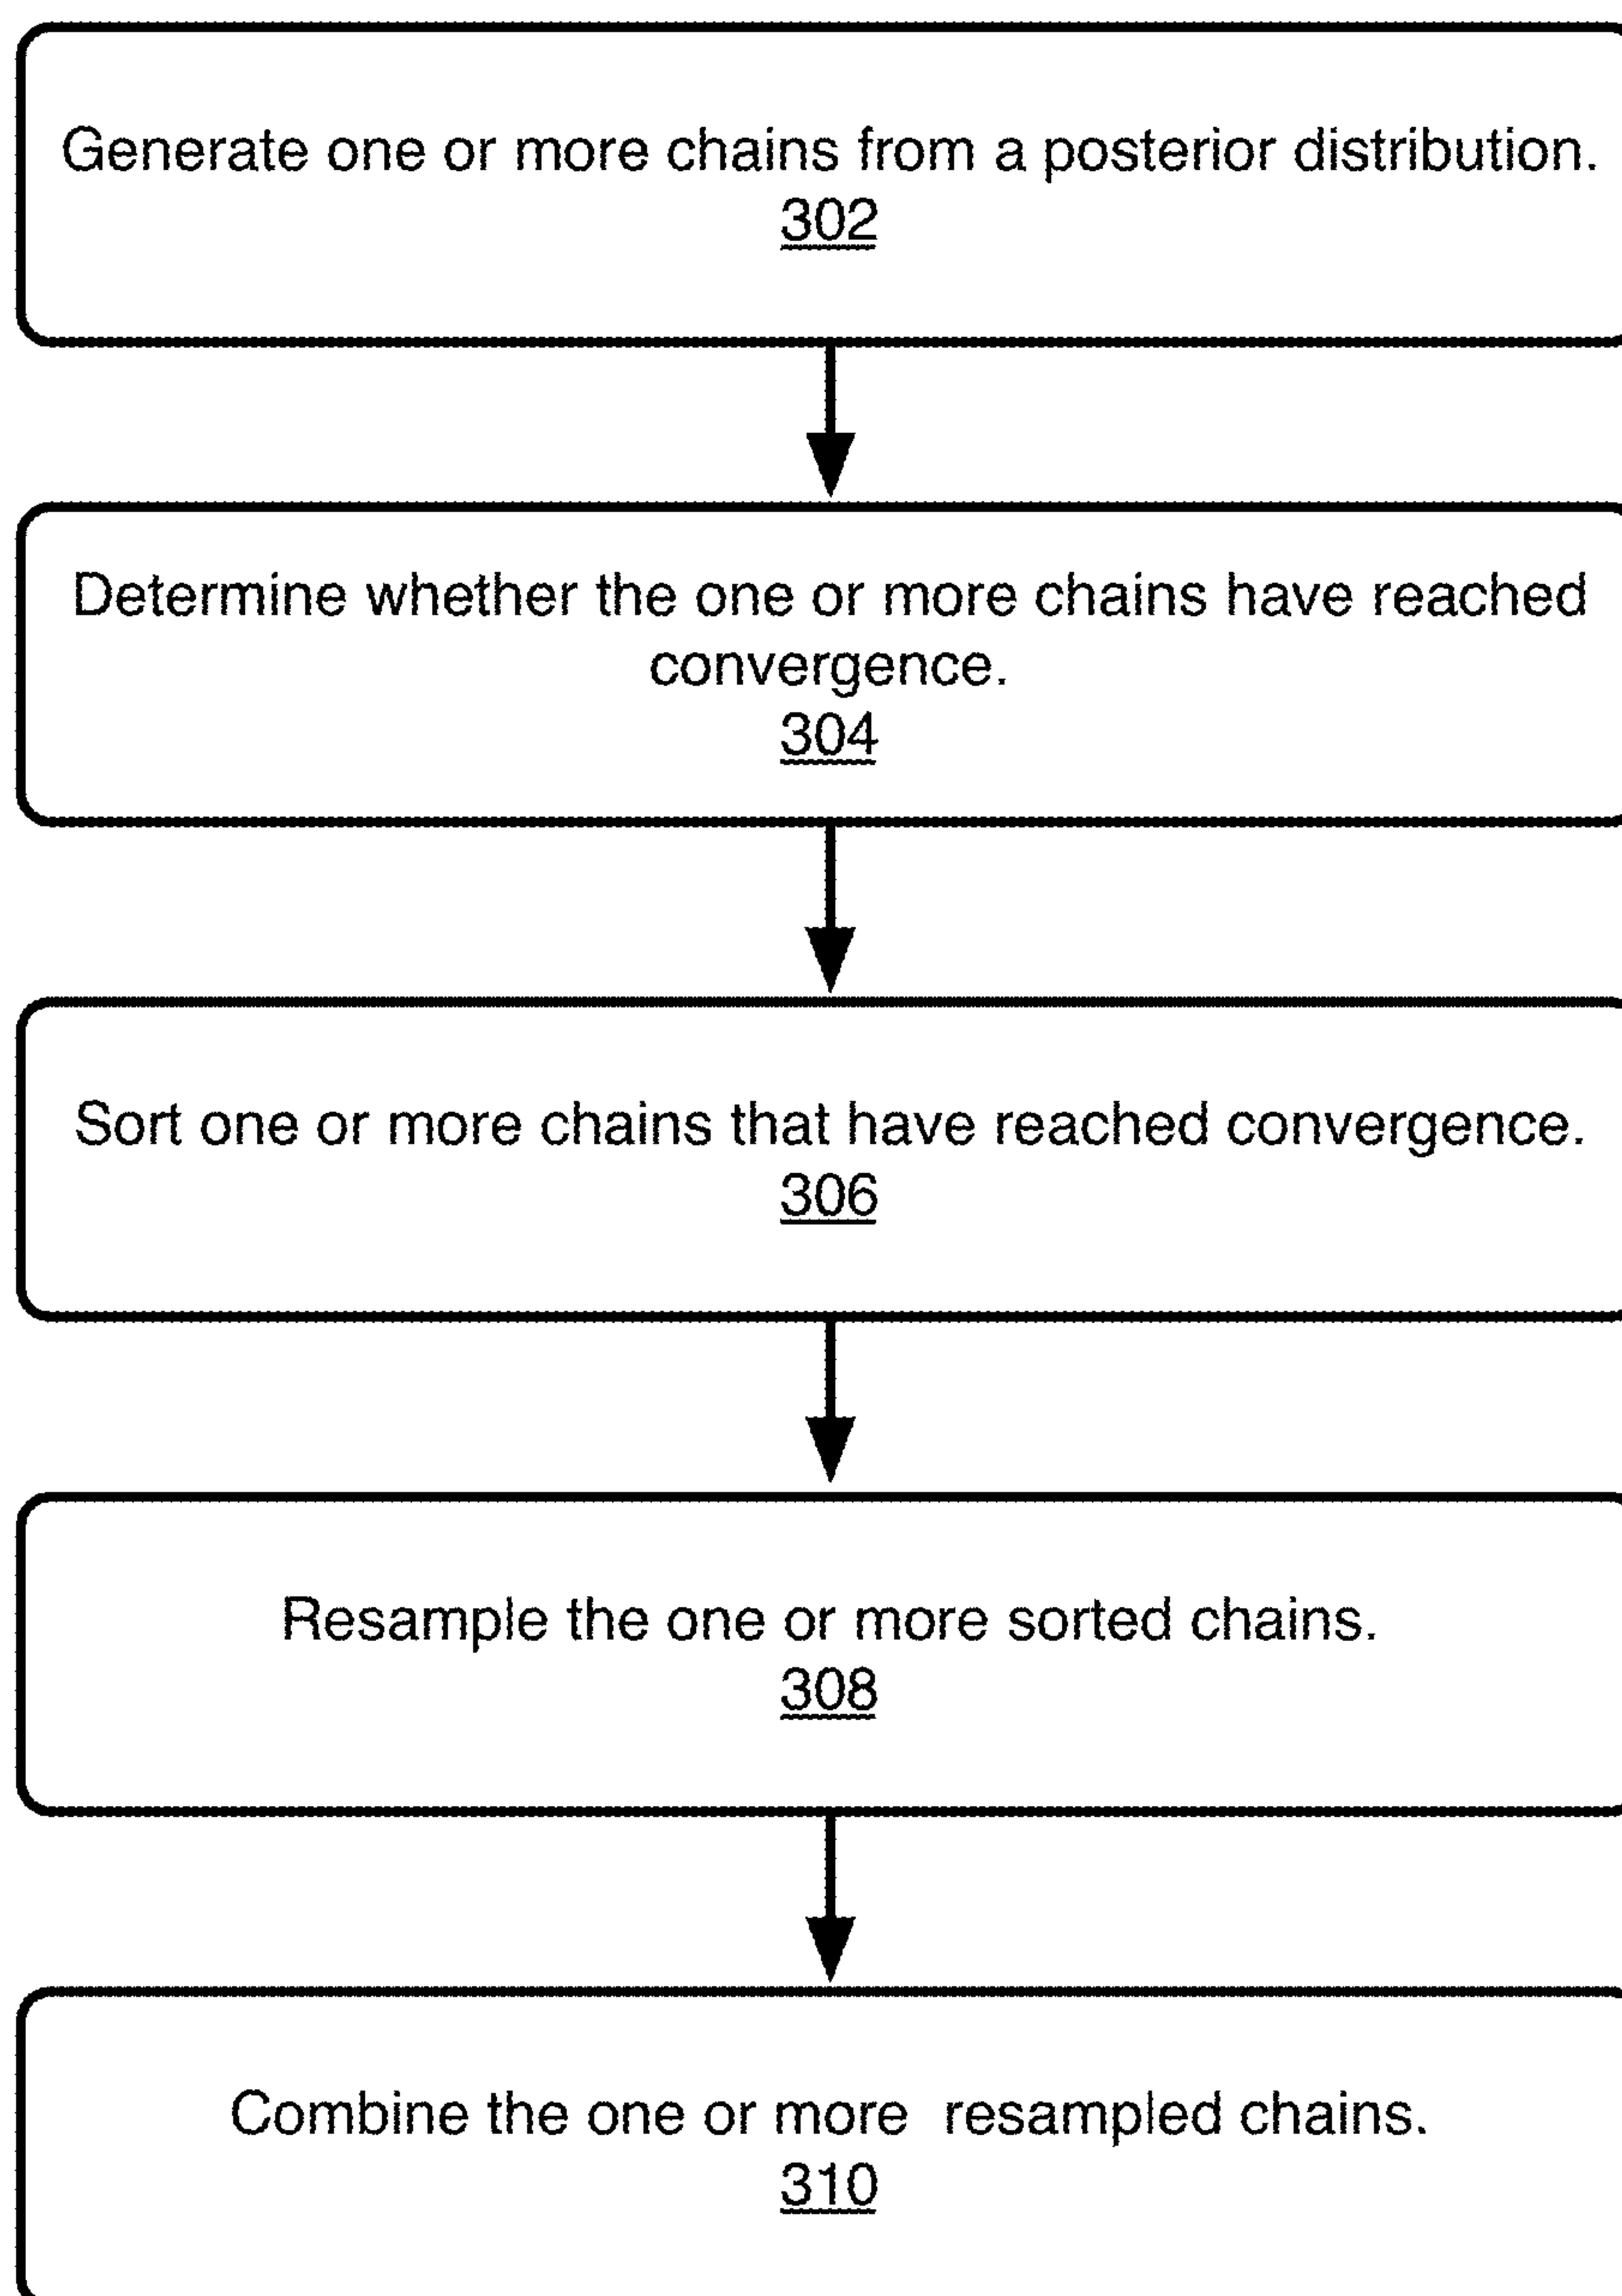 Generate one or more chains from a posterior distribution.
302
Determine whether the one or more chains have reached
convergence.
304
Sort one or more chains that have reached convergence.
306
Resample the one or more sorted chains.
308
Combine the one or more  resampled chains.
310